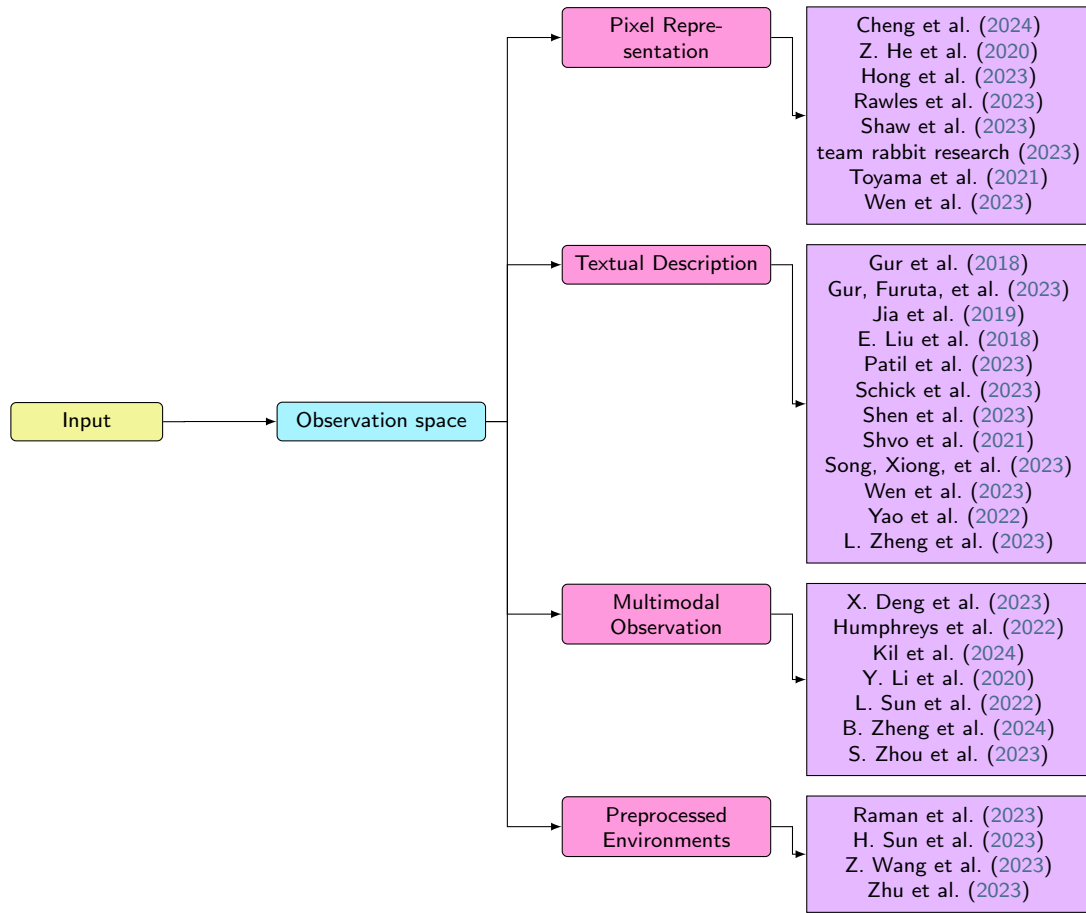 Input
Observation space
Pixel Repre-
sentation
Cheng et al. (2024)
Z. He et al. (2020)
Hong et al. (2023)
Rawles et al. (2023)
Shaw et al. (2023)
team rabbit research (2023)
Toyama et al. (2021)
Wen et al. (2023)
Textual Description
Gur et al. (2018)
Gur, Furuta, et al. (2023)
Jia et al. (2019)
E. Liu et al. (2018)
Patil et al. (2023)
Schick et al. (2023)
Shen et al. (2023)
Shvo et al. (2021)
Song, Xiong, et al. (2023)
Wen et al. (2023)
Yao et al. (2022)
L. Zheng et al. (2023)
Multimodal
Observation
X. Deng et al. (2023)
Humphreys et al. (2022)
Kil et al. (2024)
Y. Li et al. (2020)
L. Sun et al. (2022)
B. Zheng et al. (2024)
S. Zhou et al. (2023)
Preprocessed
Environments
Raman et al. (2023)
H. Sun et al. (2023)
Z. Wang et al. (2023)
Zhu et al. (2023)